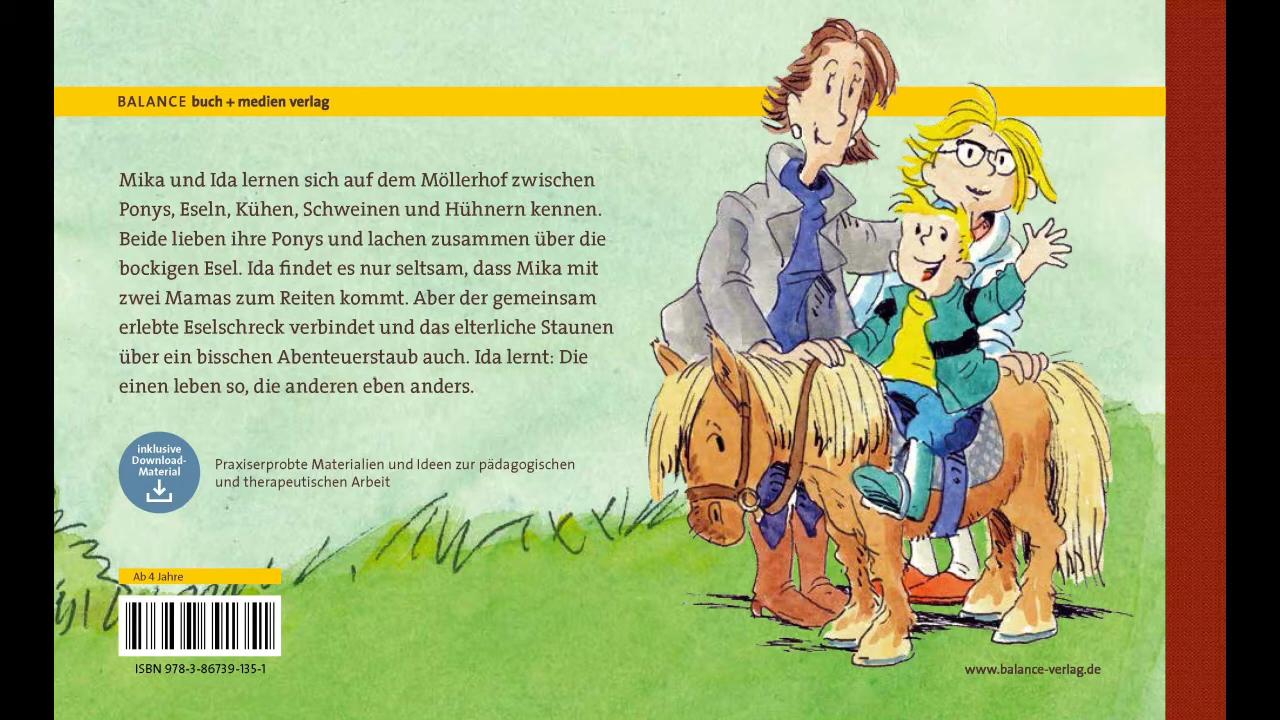 BALANCE buch + medien verlag
Mika und Ida lernen sich auf dem Möllerhof zwischen
Ponys, Eseln, Kühen, Schweinen und Hühnern kennen.
Beide lieben ihre Ponys und lachen zusammen über die
bockigen Esel. Ida findet es nur seltsam, dass Mika mit
zwei Mamas zum Reiten kommt. Aber der gemeinsam
erlebte Eselschreck verbindet und das elterliche Staunen
über ein bisschen Abenteuerstaub auch. Ida lernt: Die
einen leben so, die anderen eben anders.
inklusive
Download-
Material
Praxiserprobte Materialien und Ideen zur pädagogischen
und therapeutischen Arbeit
Ab 4 Jahre
ISBN 978-3-86739-135-1
www.balance-verlag.de